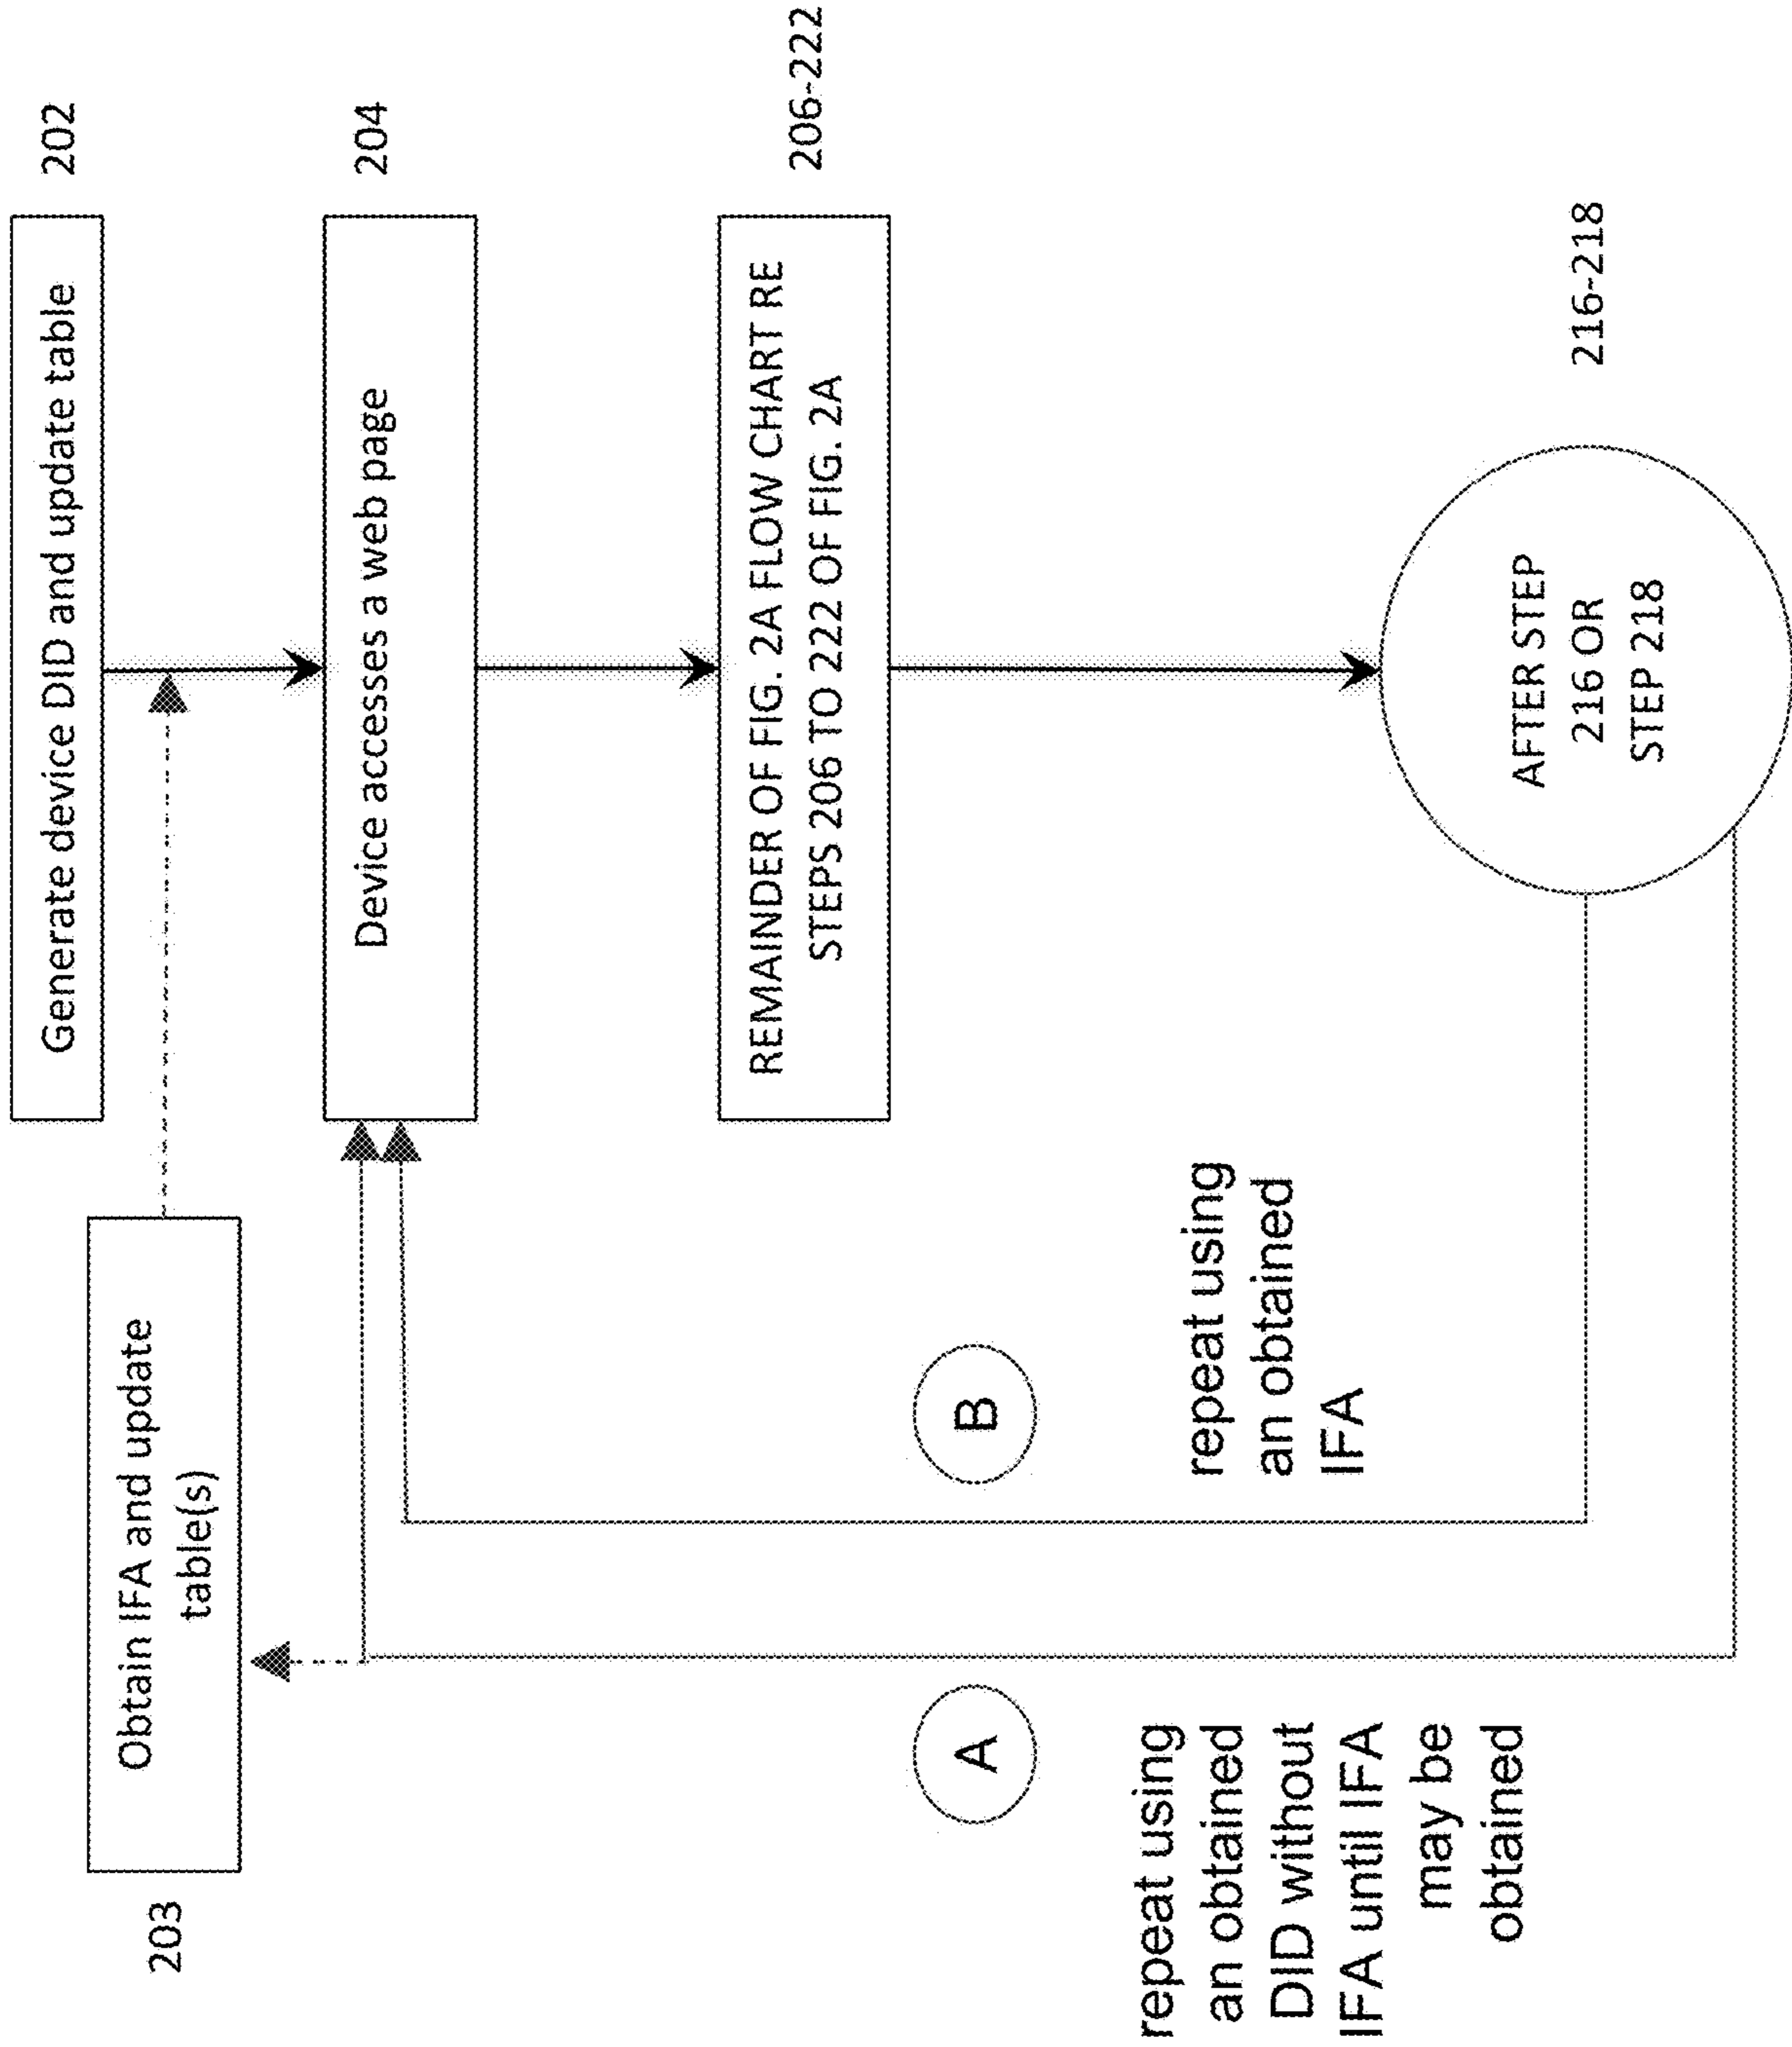 Generate device DID and update table
202
203
Obtain IFA and update
table(s)
Device accesses a web page
204
REMAINDER OF FIG. 2A FLOW CHART RE
STEPS 206 TO 222 OF FIG. 2A
206-222
A
repeat using
an obtained
DID without
IFA until IFA
may be
obtained
B
repeat using
an obtained
IFA
AFTER STEP
216 OR
STEP 218
216-218